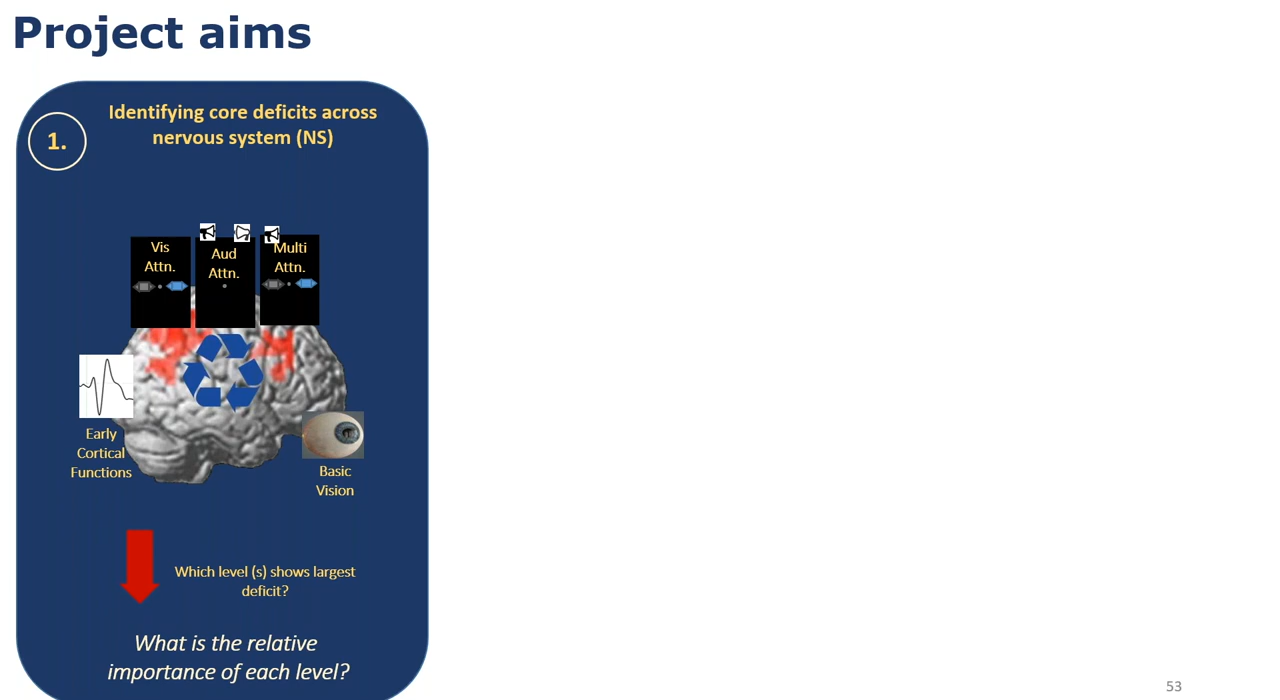 Project aims
1.
Identifying core deficits across
nervous system (NS)
Vis
Attn.
Aud
Attn.
Multi
Attn.
Early
Cortical
Functions
Basic
Vision
Which level (s) shows largest
deficit?
What is the relative
importance of each level?
53